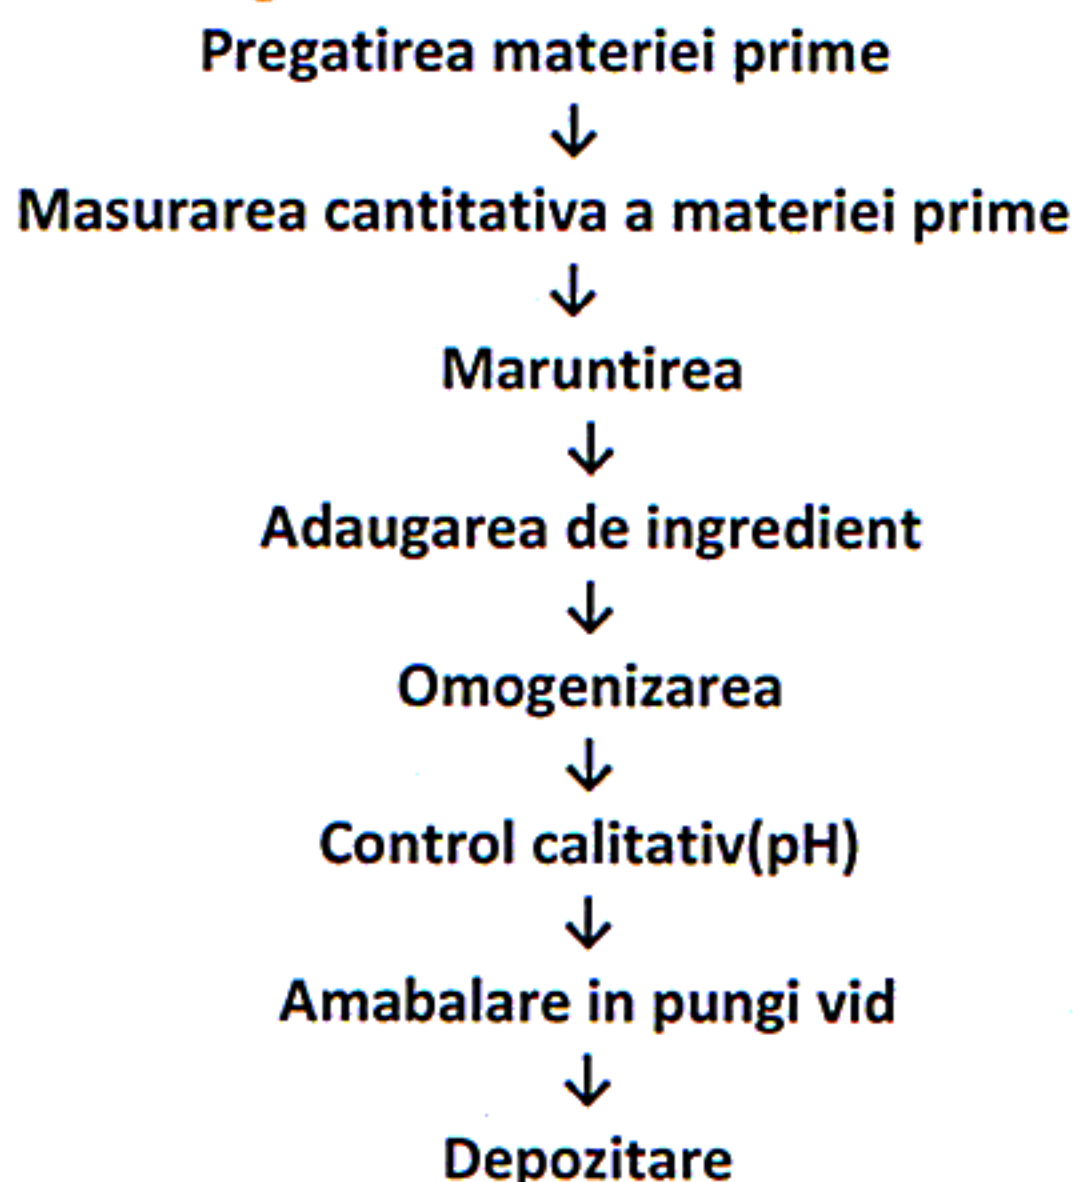 Pregatirea materiei prime
↓
Masurarea cantitativa a materiei prime
↓
Maruntirea
↓
Adaugarea de ingredient
↓
Omogenizarea
↓
Control calitativ(pH)
↓
Amabalare in pungi vid
↓
Depozitare